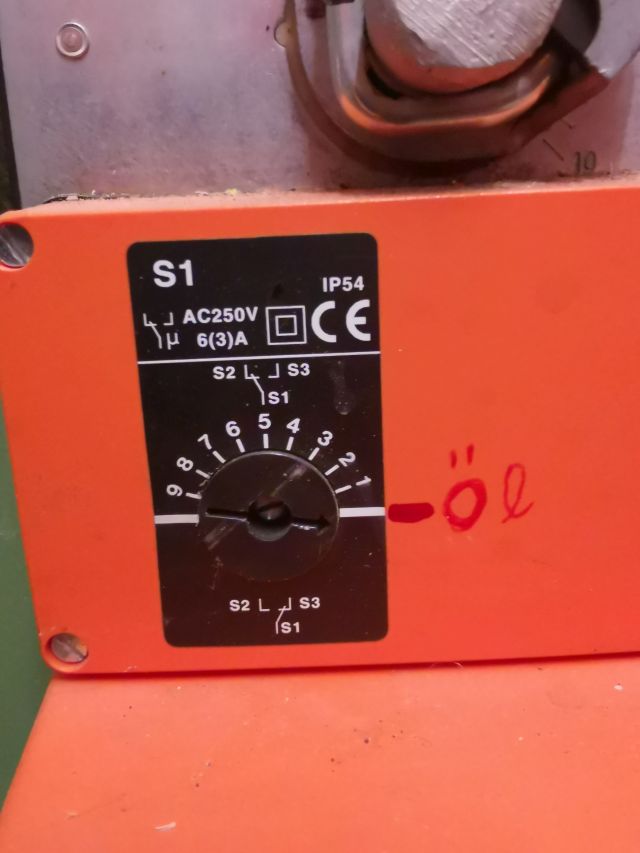 10
S1
IP54
AC250V
CE
µ 6(3)A
S2 S3
S1
9 8 7 6 5 4 3 2 1
Öl
S2 S3
S1